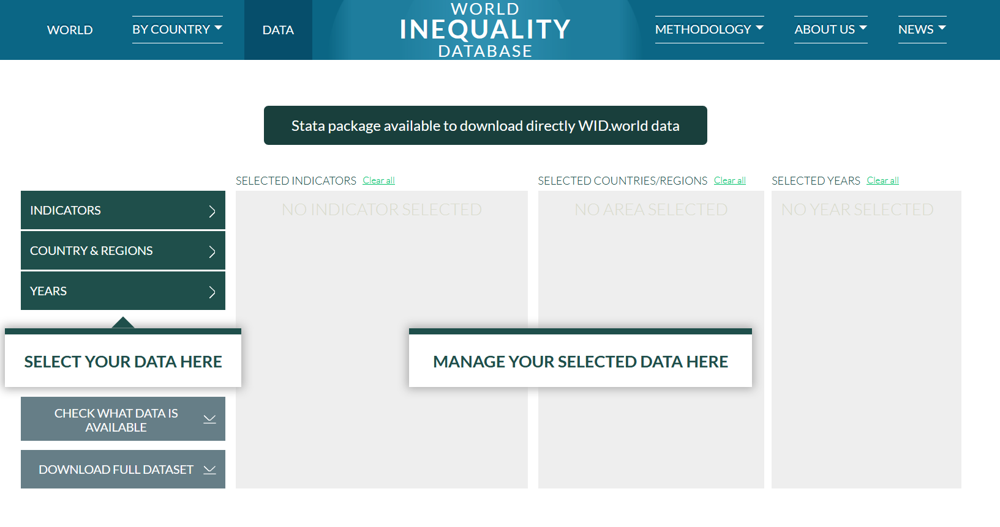 WORLD
BY COUNTRY
DATA
WORLD
INEQUALITY
DATABASE
METHODOLOGY
ABOUT US
NEWS
Stata package available to download directly WID.world data
INDICATORS
COUNTRY & REGIONS
YEARS
SELECT YOUR DATA HERE
CHECK WHAT DATA IS
AVAILABLE
DOWNLOAD FULL DATASET
SELECTED INDICATORS Clear all
NO INDICATOR SELECTED
SELECTED COUNTRIES/REGIONS Clear all
NO AREA SELECTED
SELECTED YEARS Clear all
NO YEAR SELECTED
MANAGE YOUR SELECTED DATA HERE